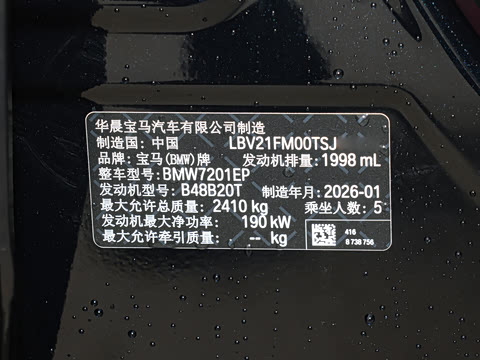 华晨宝马汽车有限公司制造
制造国: 中国 LBV21FM00TSJ
品牌: 宝马(BMW)牌 发动机排量: 1998 mL
整车型号: BMW7201EP
发动机型号: B48B20T 制造年月: 2026-01
最大允许总质量: 2410 kg 乘坐人数: 5
发动机最大净功率: 190 kW
最大允许牵引质量: -- kg
416
8 738 756